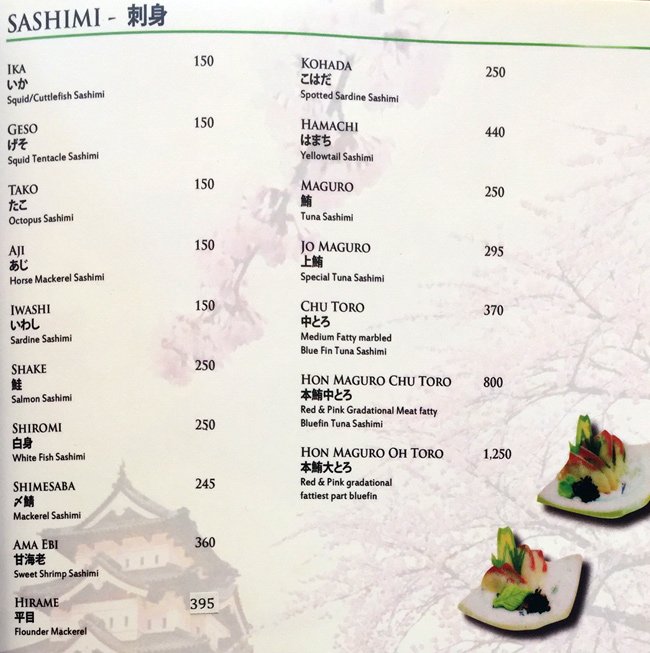 SASHIMI - 刺身
IKA 150
いか
Squid/Cuttlefish Sashimi
GESO 150
げそ
Squid Tentacle Sashimi
TAKO 150
たこ
Octopus Sashimi
AJI 150
あじ
Horse Mackerel Sashimi
IWASHI 150
いわし
Sardine Sashimi
SHAKE 250
鮭
Salmon Sashimi
SHIROMI 250
白身
White Fish Sashimi
SHIMESABA 245
〆鯖
Mackerel Sashimi
AMA EBI 360
甘海老
Sweet Shrimp Sashimi
HIRAME 395
平目
Flounder Mackerel
KOHADA 250
こはだ
Spotted Sardine Sashimi
HAMACHI 440
はまち
Yellowtail Sashimi
MAGURO 250
鮪
Tuna Sashimi
JO MAGURO 295
上鮪
Special Tuna Sashimi
CHU TORO 370
中とろ
Medium Fatty marbled
Blue Fin Tuna Sashimi
HON MAGURO CHU TORO 800
本鮪中とろ
Red & Pink Gradational Meat fatty
Bluefin Tuna Sashimi
HON MAGURO OH TORO 1,250
本鮪大とろ
Red & Pink gradational
fattiest part bluefin